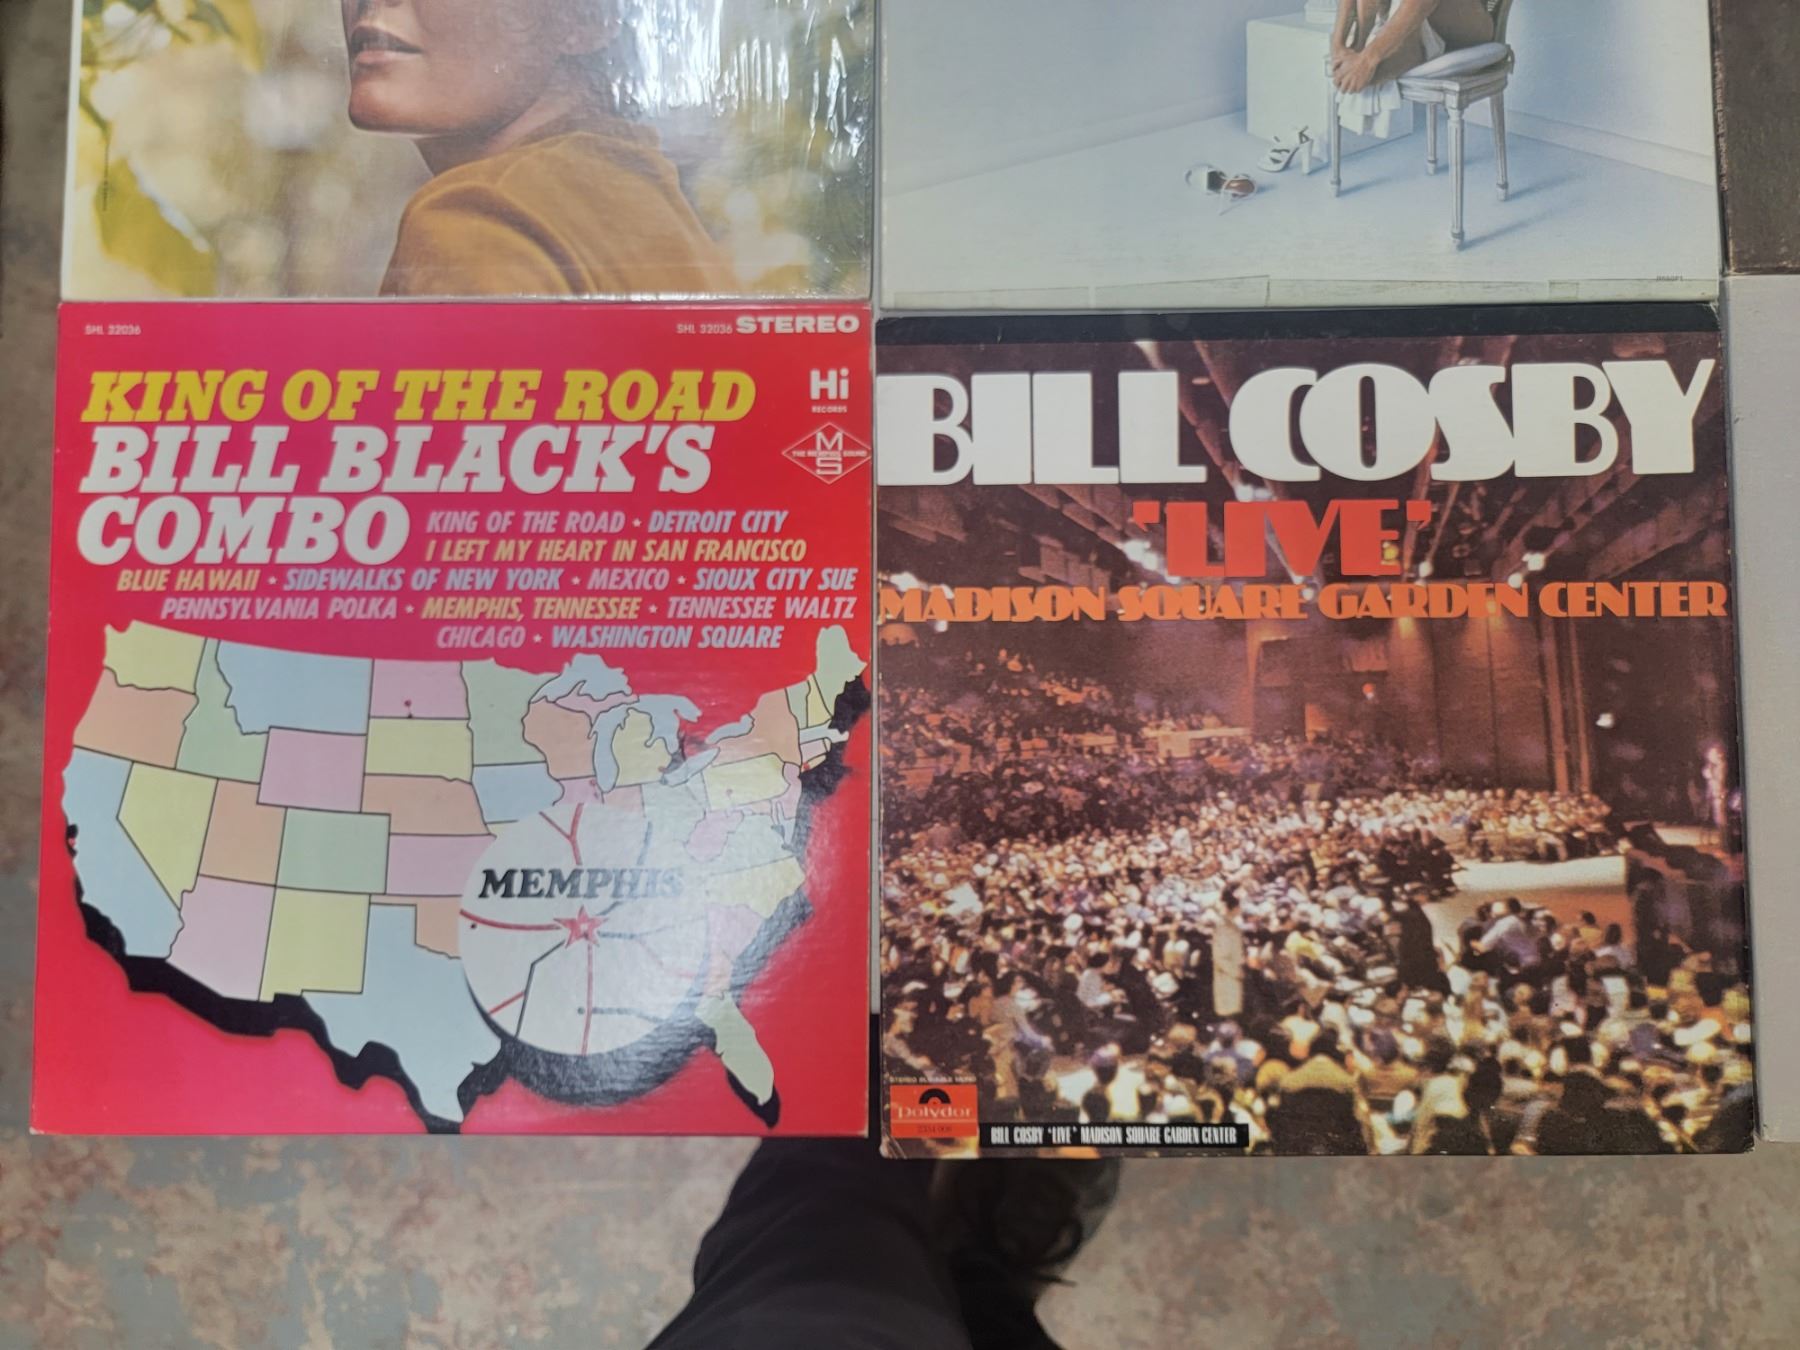 SHL 32036
SHL 32036 STEREO
KING OF THE ROAD
Hi
RECORDS
BILL BLACK'S
COMBO
M
THE MEMPHIS SOUND
S
KING OF THE ROAD ★ DETROIT CITY
I LEFT MY HEART IN SAN FRANCISCO
BLUE HAWAII ★ SIDEWALKS OF NEW YORK ★ MEXICO ★ SIOUX CITY SUE
PENNSYLVANIA POLKA ★ MEMPHIS, TENNESSEE ★ TENNESSEE WALTZ
CHICAGO ★ WASHINGTON SQUARE
MEMPHIS
BILL COSBY
'LIVE'
MADISON SQUARE GARDEN CENTER
Polydor
BILL COSBY 'LIVE' MADISON SQUARE GARDEN CENTER